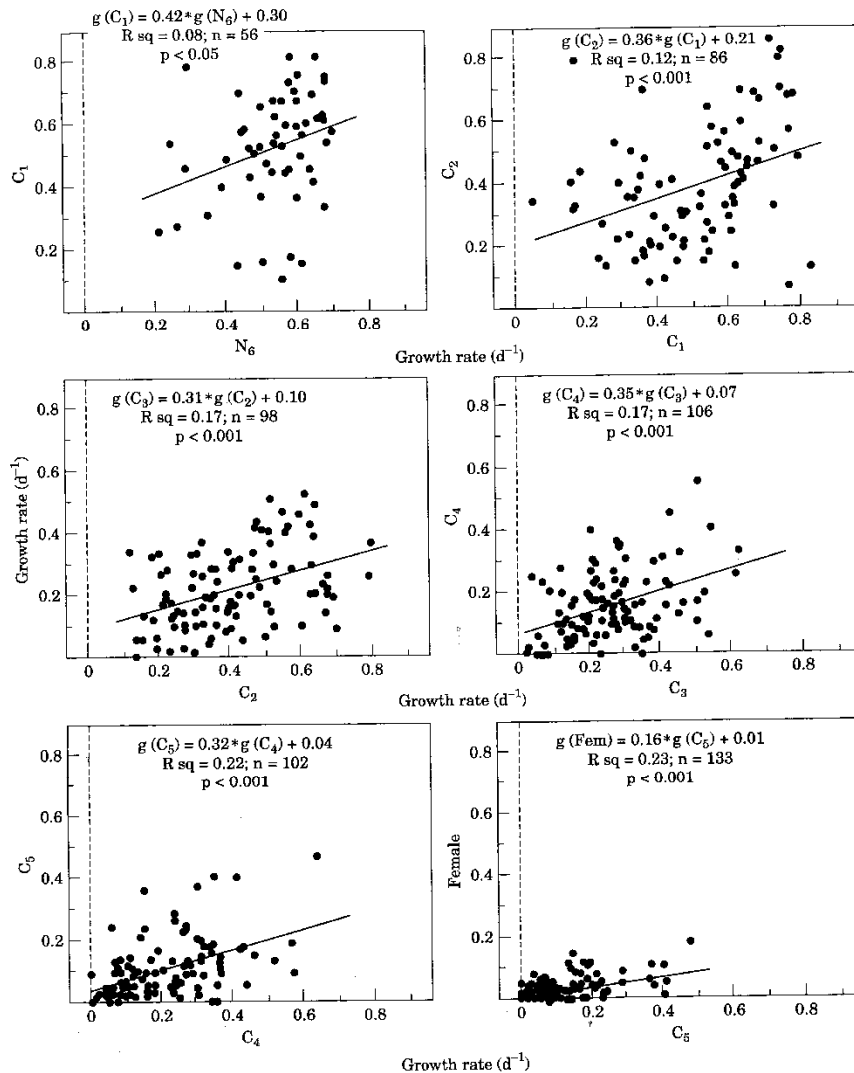 g (C₁) = 0.42*g (N₆) + 0.30
R sq = 0.08; n = 56
p < 0.05
0.8
0.6
0.4
0.2
C₁
0 0.2 0.4 0.6 0.8
N₆
g (C₂) = 0.36*g (C₁) + 0.21
R sq = 0.12; n = 86
p < 0.001
0.8
0.6
0.4
0.2
C₂
0 0.2 0.4 0.6 0.8
C₁
Growth rate (d⁻¹)
g (C₃) = 0.31*g (C₂) + 0.10
R sq = 0.17; n = 98
p < 0.001
0.8
0.6
0.4
0.2
Growth rate (d⁻¹)
0 0.2 0.4 0.6 0.8
C₂
g (C₄) = 0.35*g (C₃) + 0.07
R sq = 0.17; n = 106
p < 0.001
0.8
0.6
0.4
0.2
C₄
0 0.2 0.4 0.6 0.8
C₃
Growth rate (d⁻¹)
g (C₅) = 0.32*g (C₄) + 0.04
R sq = 0.22; n = 102
p < 0.001
0.8
0.6
0.4
0.2
C₅
0 0.2 0.4 0.6 0.8
C₄
g (Fem) = 0.16*g (C₅) + 0.01
R sq = 0.23; n = 133
p < 0.001
0.8
0.6
0.4
0.2
Female
0 0.2 0.4 0.6 0.8
C₅
Growth rate (d⁻¹)